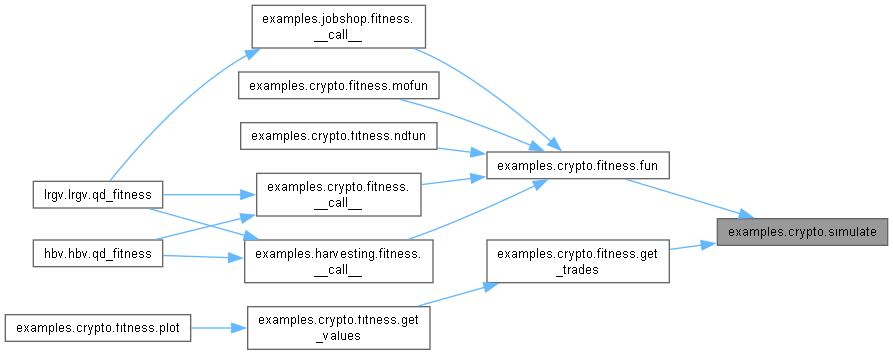 examples.jobshop.fitness.
__call__
examples.crypto.fitness.mofun
examples.crypto.fitness.ndfun
examples.crypto.fitness.fun
lrgv.lrgv.qd_fitness
examples.crypto.fitness.
__call__
examples.crypto.simulate
hbv.hbv.qd_fitness
examples.harvesting.fitness.
__call__
examples.crypto.fitness.get
_trades
examples.crypto.fitness.plot
examples.crypto.fitness.get
_values